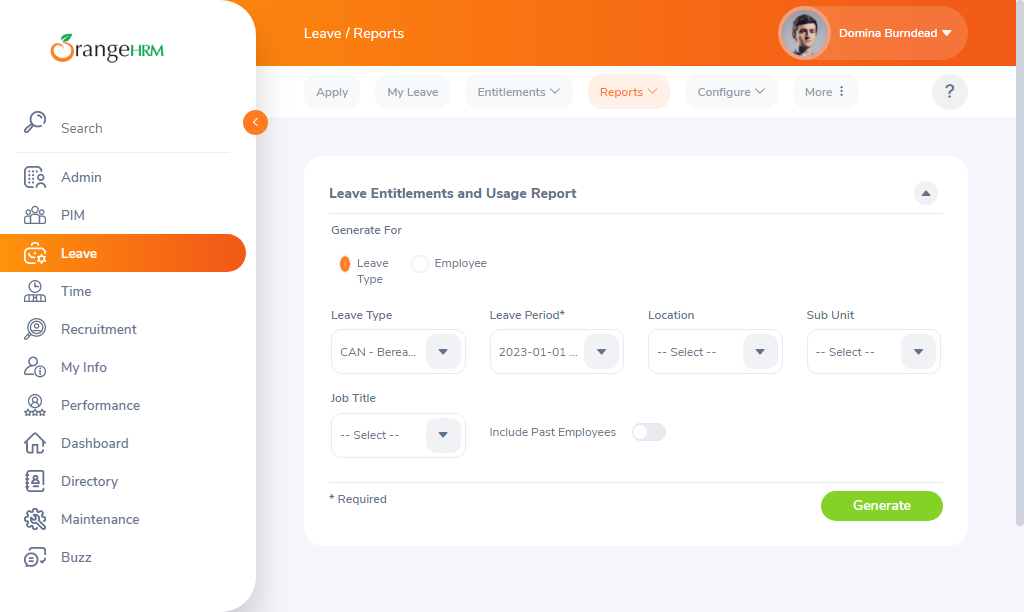 OrangeHRM
Leave / Reports
Domina Burndead
Apply
My Leave
Entitlements
Reports
Configure
More
?
Search
Admin
PIM
Leave
Time
Recruitment
My Info
Performance
Dashboard
Directory
Maintenance
Buzz
Leave Entitlements and Usage Report
Generate For
Leave
Type
Employee
Leave Type
Leave Period*
Location
Sub Unit
CAN - Berea...
2023-01-01 ...
-- Select --
-- Select --
Job Title
-- Select --
Include Past Employees
* Required
Generate